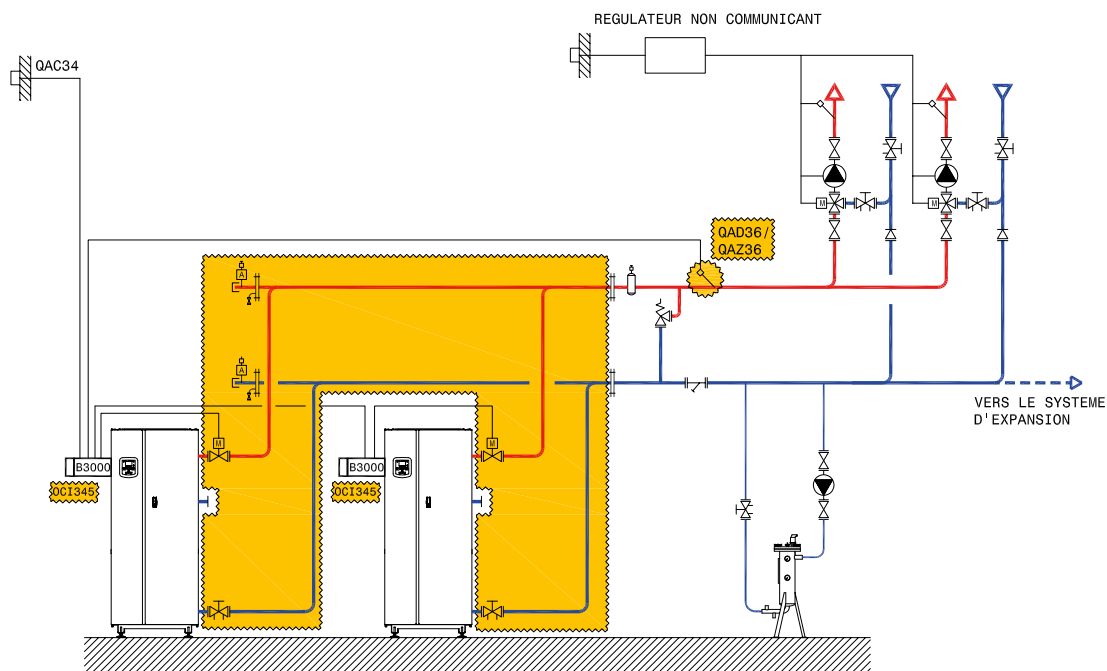 REGULATEUR NON COMMUNICANT
QAC34
M
M
QAD36/
QAZ36
A
A
VERS LE SYSTEME
D'EXPANSION
M
M
B3000
B3000
OCI345
OCI345